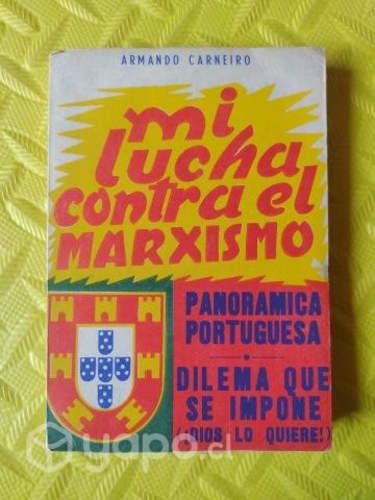 ARMANDO CARNEIRO
mi
lucha
contra el
MARXISMO
PANORAMICA
PORTUGUESA
DILEMA QUE
SE IMPONE
(¡DIOS LO QUIERE!)
yapo.cl